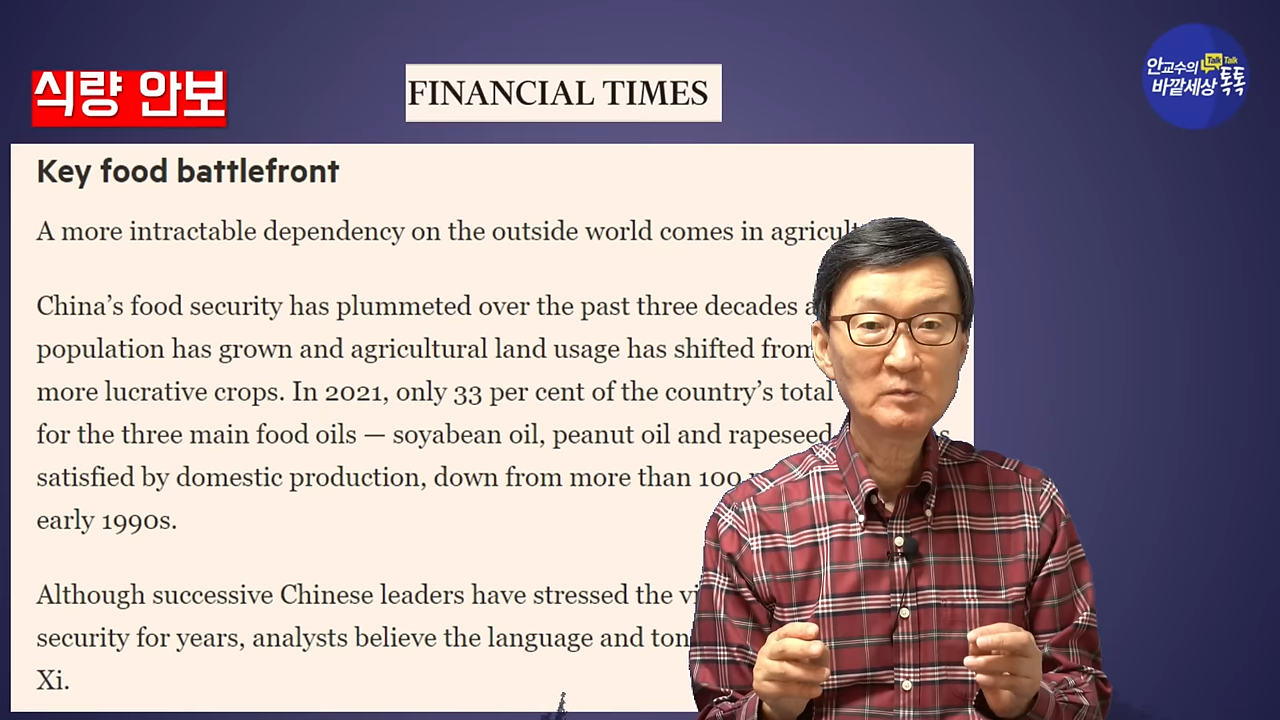 식량 안보
FINANCIAL TIMES
안교수의 Talk Talk
바깥세상 톡톡
Key food battlefront
A more intractable dependency on the outside world comes in
China’s food security has plummeted over the past three decades
population has grown and agricultural land usage has shifted from
more lucrative crops. In 2021, only 33 per cent of the country’s total
for the three main food oils — soyabean oil, peanut oil and rapeseed
satisfied by domestic production, down from more than 100
early 1990s.
Although successive Chinese leaders have stressed the
security for years, analysts believe the language and
Xi.